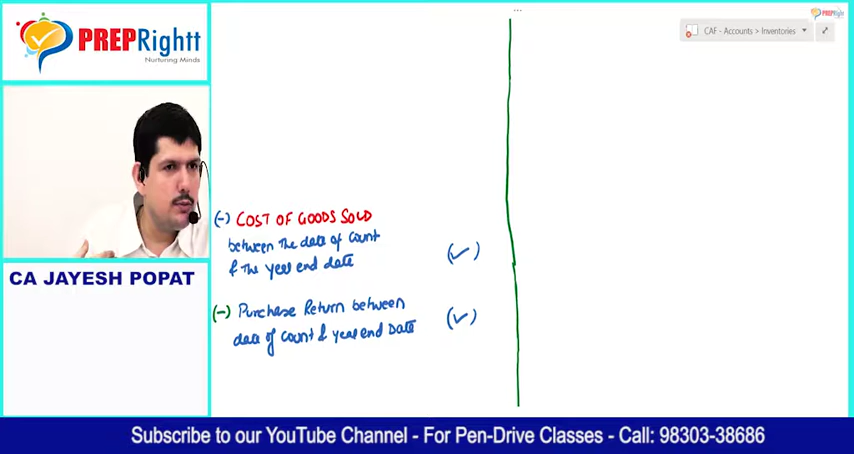 PREPRightt
Nurturing Minds
PREPRight
CAF - Accounts > Inventories
CA JAYESH POPAT
(-) COST OF GOODS SOLD
between the date of count
& the year end date (✓)
(-) Purchase Return between
date of count & year end Date (✓)
Subscribe to our YouTube Channel - For Pen-Drive Classes - Call: 98303-38686